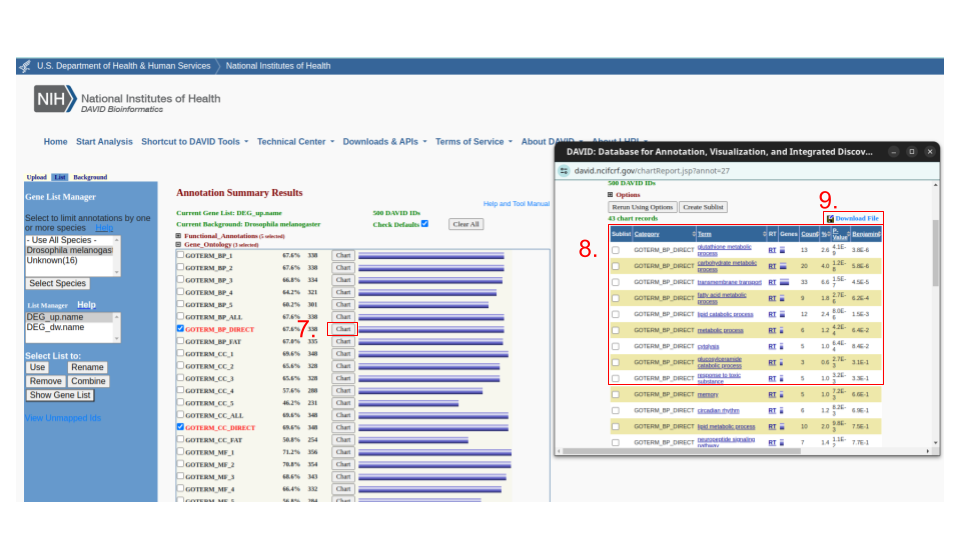 U.S. Department of Health & Human Services
National Institutes of Health
NIH
National Institutes of Health
DAVID Bioinformatics
Home Start Analysis Shortcut to DAVID Tools Technical Center Downloads & APIs Terms of Service About DAVID About LHRI
Upload List Background
Gene List Manager
Select to limit annotations by one
or more species Help
- Use All Species -
Drosophila melanogas
Unknown(16)
Select Species
List Manager Help
DEG_up.name
DEG_dw.name
Select List to:
Use Rename
Remove Combine
Show Gene List
View Unmapped Ids
Annotation Summary Results
Help and Tool Manual
Current Gene List: DEG_up.name 500 DAVID IDs
Current Background: Drosophila melanogaster Check Defaults Clear All
Functional_Annotations (5 selected)
Gene_Ontology (3 selected)
GOTERM_BP_1 67.6% 338 Chart
GOTERM_BP_2 67.6% 338 Chart
GOTERM_BP_3 66.8% 334 Chart
GOTERM_BP_4 64.2% 321 Chart
GOTERM_BP_5 60.2% 301 Chart
GOTERM_BP_ALL 67.6% 338 Chart
7.
GOTERM_BP_DIRECT 67.6% 338 Chart
GOTERM_BP_FAT 67.0% 335 Chart
GOTERM_CC_1 69.6% 348 Chart
GOTERM_CC_2 65.6% 328 Chart
GOTERM_CC_3 65.6% 328 Chart
GOTERM_CC_4 57.6% 288 Chart
GOTERM_CC_5 46.2% 231 Chart
GOTERM_CC_ALL 69.6% 348 Chart
GOTERM_CC_DIRECT 69.6% 348 Chart
GOTERM_CC_FAT 50.8% 254 Chart
GOTERM_MF_1 71.2% 356 Chart
GOTERM_MF_2 70.8% 354 Chart
GOTERM_MF_3 68.6% 343 Chart
GOTERM_MF_4 66.4% 332 Chart
GOTERM_MF_5 56.8% 284 Chart
DAVID: Database for Annotation, Visualization, and Integrated Discov...
david.ncifcrf.gov/chartReport.jsp?annot=27
500 DAVID IDs
Options
Rerun Using Options Create Sublist
9.
43 chart records Download File
8.
Sublist Category Term RT Genes Count % P-Value Benjamini
GOTERM_BP_DIRECT glutathione metabolic process RT 13 2.6 4.1E-9 3.8E-6
GOTERM_BP_DIRECT carbohydrate metabolic process RT 20 4.0 1.2E-8 5.8E-6
GOTERM_BP_DIRECT transmembrane transport RT 33 6.6 1.5E-7 4.5E-5
GOTERM_BP_DIRECT fatty acid metabolic process RT 9 1.8 2.7E-6 6.2E-4
GOTERM_BP_DIRECT lipid catabolic process RT 12 2.4 8.0E-6 1.5E-3
GOTERM_BP_DIRECT metabolic process RT 6 1.2 4.2E-4 6.4E-2
GOTERM_BP_DIRECT cytolysis RT 5 1.0 6.4E-4 8.4E-2
GOTERM_BP_DIRECT glucosylceramide catabolic process RT 3 0.6 2.7E-3 3.1E-1
GOTERM_BP_DIRECT response to toxic substance RT 5 1.0 3.2E-3 3.3E-1
GOTERM_BP_DIRECT memory RT 5 1.0 7.2E-3 6.6E-1
GOTERM_BP_DIRECT circadian rhythm RT 6 1.2 8.2E-3 6.9E-1
GOTERM_BP_DIRECT lipid metabolic process RT 10 2.0 9.8E-3 7.5E-1
GOTERM_BP_DIRECT neuropeptide signaling pathway RT 7 1.4 1.1E-2 7.7E-1